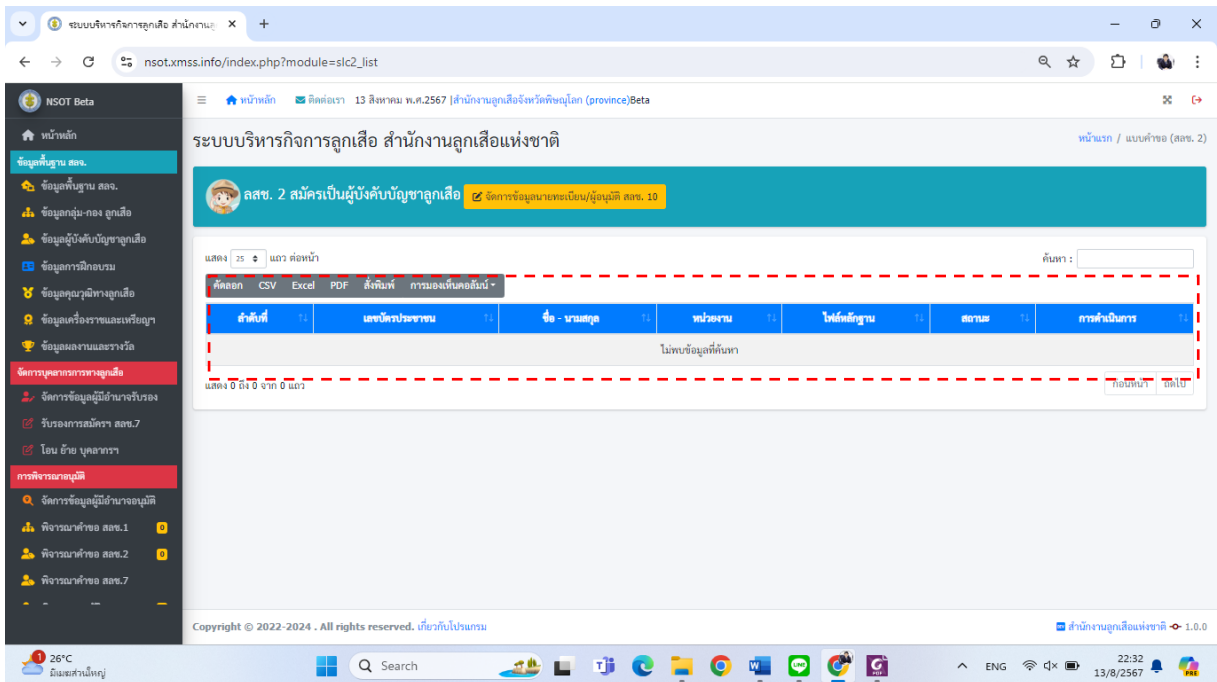 ระบบบริหารกิจการลูกเสือ สำนักงานลู
nsot.xmss.info/index.php?module=slc2_list
NSOT Beta
หน้าหลัก ติดต่อเรา 13 สิงหาคม พ.ศ.2567 |สำนักงานลูกเสือจังหวัดพิษณุโลก (province)Beta
หน้าหลัก
ระบบบริหารกิจการลูกเสือ สำนักงานลูกเสือแห่งชาติ
หน้าแรก / แบบคำขอ (ลสช. 2)
ข้อมูลพื้นฐาน สลจ.
ข้อมูลพื้นฐาน สลจ.
ข้อมูลกลุ่ม-กอง ลูกเสือ
ข้อมูลผู้บังคับบัญชาลูกเสือ
ข้อมูลการฝึกอบรม
ข้อมูลคุณวุฒิทางลูกเสือ
ข้อมูลเครื่องราชและเหรียญฯ
ข้อมูลผลงานและรางวัล
จัดการบุคลากรการทางลูกเสือ
จัดการข้อมูลผู้มีอำนาจรับรอง
รับรองการสมัครฯ ลสช.7
โอน ย้าย บุคลากรฯ
การพิจารณาอนุมัติ
จัดการข้อมูลผู้มีอำนาจอนุมัติ
พิจารณาคำขอ ลสช.1 0
พิจารณาคำขอ ลสช.2 0
พิจารณาคำขอ ลสช.7
ลสช. 2 สมัครเป็นผู้บังคับบัญชาลูกเสือ จัดการข้อมูลนายทะเบียน/ผู้อนุมัติ ลสช. 10
แสดง 25 แถว ต่อหน้า
ค้นหา :
คัดลอก CSV Excel PDF สั่งพิมพ์ การมองเห็นคอลัมน์
ลำดับที่ เลขบัตรประชาชน ชื่อ - นามสกุล หน่วยงาน ไฟล์หลักฐาน สถานะ การดำเนินการ
ไม่พบข้อมูลที่ค้นหา
แสดง 0 ถึง 0 จาก 0 แถว
ก่อนหน้า ถัดไป
Copyright © 2022-2024 . All rights reserved. เกี่ยวกับโปรแกรม
สำนักงานลูกเสือแห่งชาติ 1.0.0
1
26°C
มีเมฆส่วนใหญ่
Search
ENG
22:32
13/8/2567